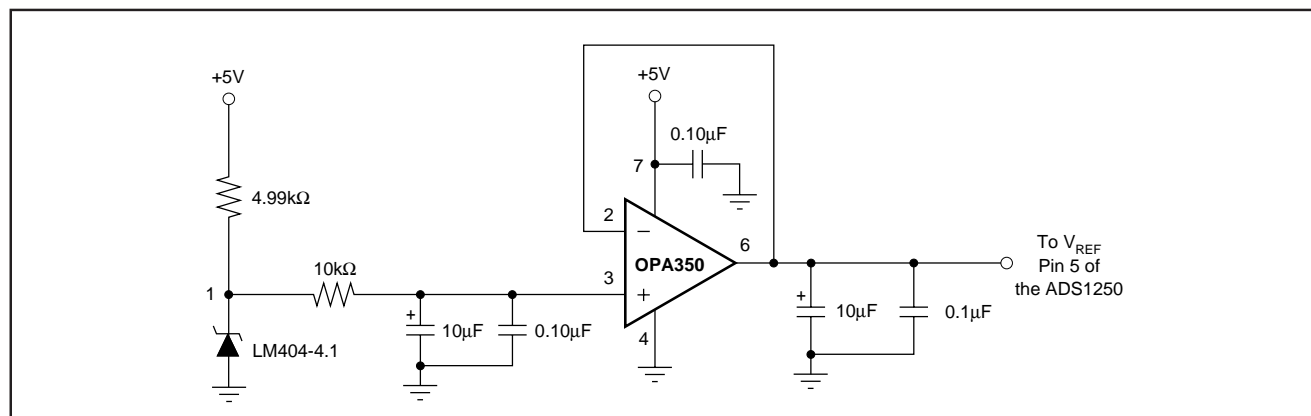 +5V
4.99kΩ
1
LM404-4.1
10kΩ
+
10µF
0.10µF
+5V
7
0.10µF
2
−
OPA350
3
+
4
6
+
10µF
0.1µF
To VREF
Pin 5 of
the ADS1250